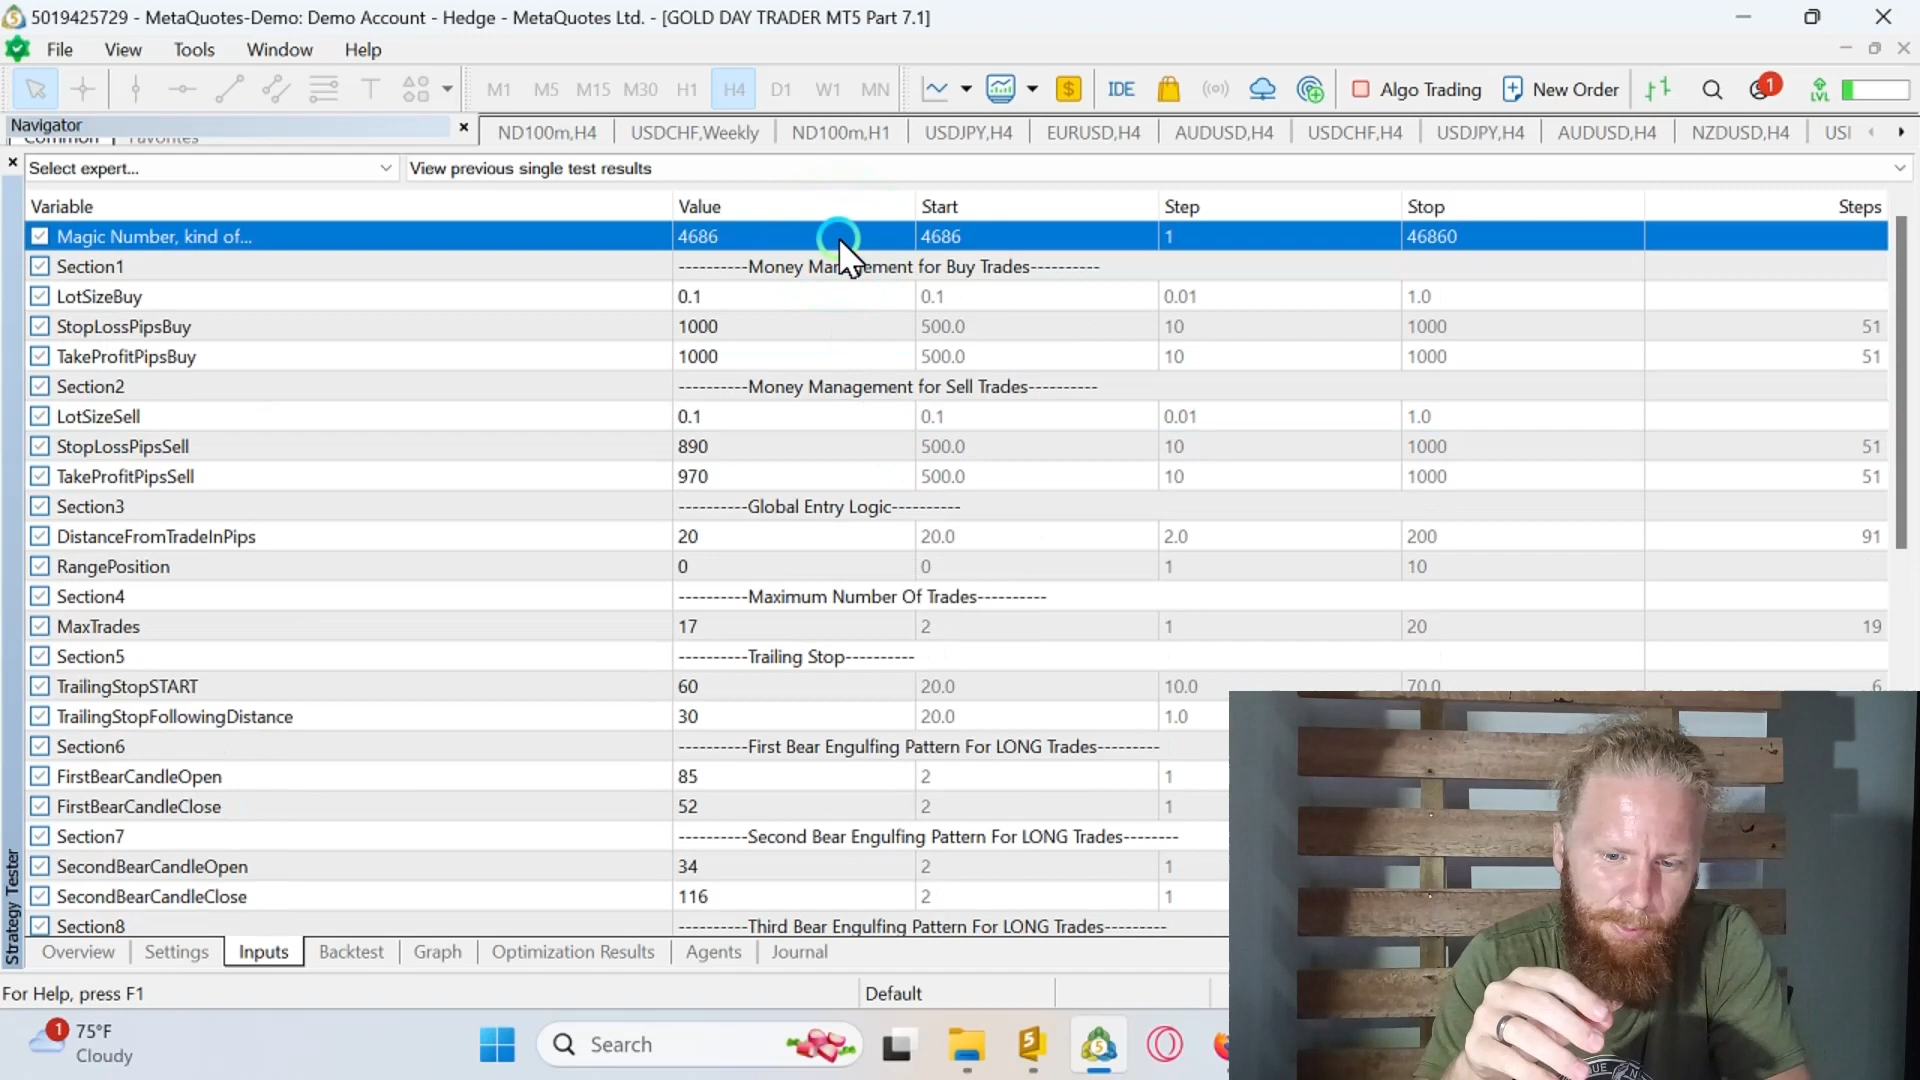 5019425729 - MetaQuotes-Demo: Demo Account - Hedge - MetaQuotes Ltd. - [GOLD DAY TRADER MT5 Part 7.1]
File View Tools Window Help
M1 M5 M15 M30 H1 H4 D1 W1 MN IDE Algo Trading New Order 1 LVL
Navigator
Common Favorites
ND100m,H4 USDCHF,Weekly ND100m,H1 USDJPY,H4 EURUSD,H4 AUDUSD,H4 USDCHF,H4 USDJPY,H4 AUDUSD,H4 NZDUSD,H4
Select expert... View previous single test results
Variable Value Start Step Stop Steps
Magic Number, kind of... 4686 4686 1 46860
Section1 ----------Money Management for Buy Trades----------
LotSizeBuy 0.1 0.1 0.01 1.0
StopLossPipsBuy 1000 500.0 10 1000 51
TakeProfitPipsBuy 1000 500.0 10 1000 51
Section2 ----------Money Management for Sell Trades----------
LotSizeSell 0.1 0.1 0.01 1.0
StopLossPipsSell 890 500.0 10 1000 51
TakeProfitPipsSell 970 500.0 10 1000 51
Section3 ----------Global Entry Logic----------
DistanceFromTradeInPips 20 20.0 2.0 200 91
RangePosition 0 0 1 10
Section4 ----------Maximum Number Of Trades----------
MaxTrades 17 2 1 20 19
Section5 ----------Trailing Stop----------
TrailingStopSTART 60 20.0 10.0 70.0 6
TrailingStopFollowingDistance 30 20.0 1.0
Section6 ----------First Bear Engulfing Pattern For LONG Trades---------
FirstBearCandleOpen 85 2 1
FirstBearCandleClose 52 2 1
Section7 ----------Second Bear Engulfing Pattern For LONG Trades--------
SecondBearCandleOpen 34 2 1
SecondBearCandleClose 116 2 1
Section8 ----------Third Bear Engulfing Pattern For LONG Trades---------
Strategy Tester
Overview Settings Inputs Backtest Graph Optimization Results Agents Journal
For Help, press F1 Default
1 75°F
Cloudy
Search
5